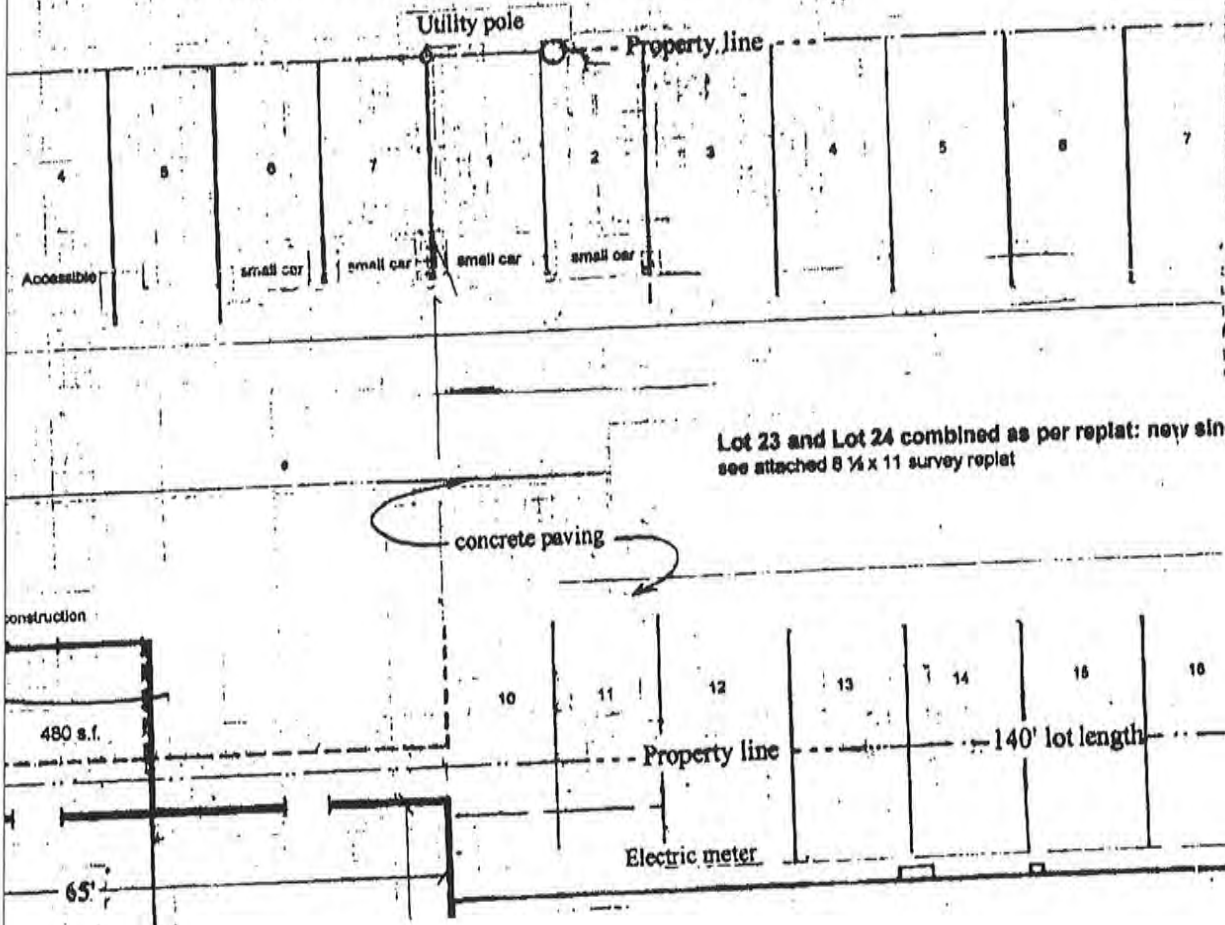 Utility pole
Property line
4
5
6
7
1
2
3
4
5
6
7
Accessible
small car
small car
small car
small car
Lot 23 and Lot 24 combined as per replat: new sin
see attached 8 ½ x 11 survey replat
concrete paving
construction
10
11
12
13
14
15
16
480 s.f.
Property line
140' lot length
Electric meter
65'